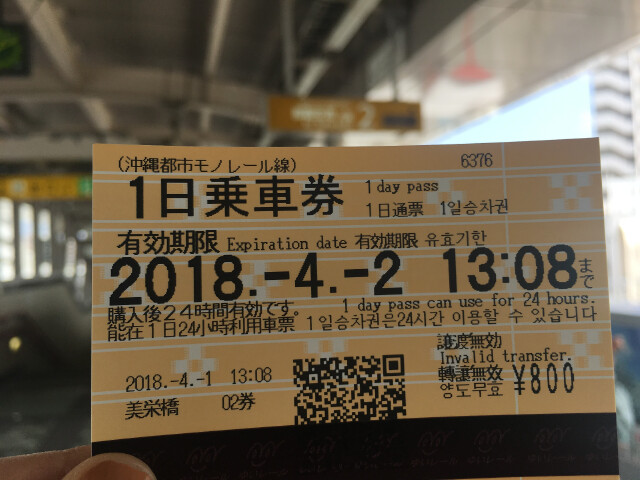 (沖縄都市モノレール線)
6376
1日乗車券
1 day pass
1日通票 1일승차권
有効期限 Expiration date 有効期限 유효기한
2018.-4.-2 13:08まで
購入後24時間有効です。 1 day pass can use for 24 hours.
能在1日24小時利用車票 1일승차권은24시간 이용할 수 있습니다
譲渡無効
Invalid transfer.
2018.-4.-1 13:08
轉讓無效
양도무효
¥800
美栄橋 02券